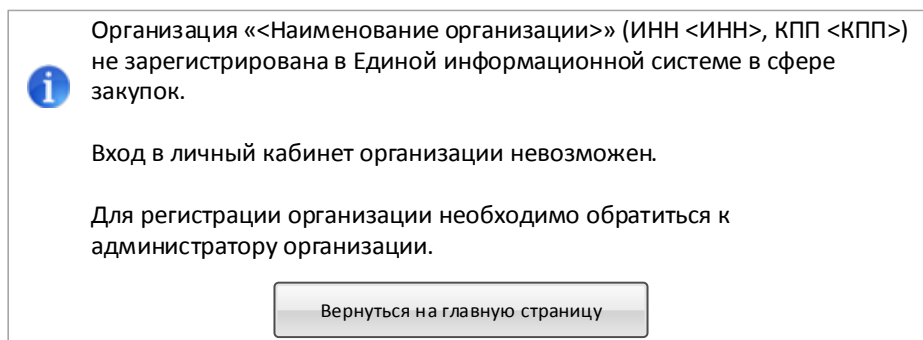 Организация «<Наименование организации>» (ИНН <ИНН>, КПП <КПП>)
не зарегистрирована в Единой информационной системе в сфере
закупок.
Вход в личный кабинет организации невозможен.
Для регистрации организации необходимо обратиться к
администратору организации.
Вернуться на главную страницу